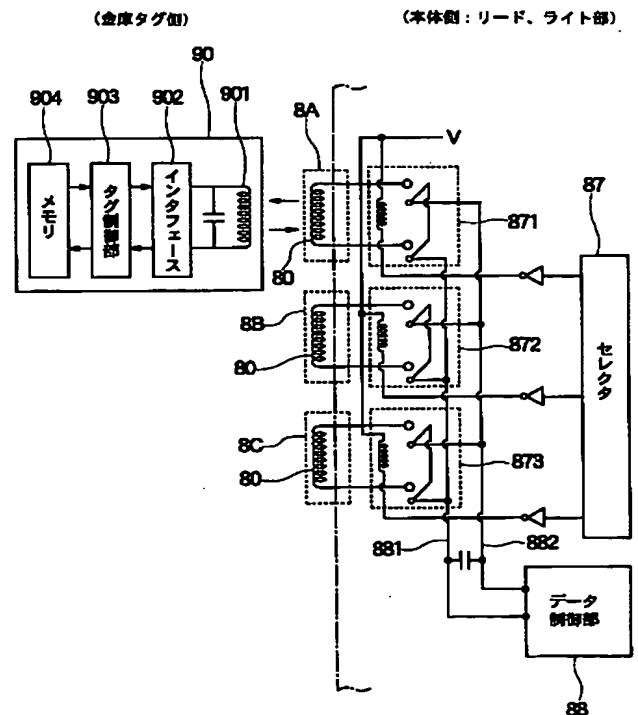 (金庫タグ側)
(本体側：リード、ライト部)
90
904
903
902
901
メモリ
タグ制御部
インタフェース
8A
80
V
871
87
セレクタ
8B
80
872
8C
80
873
881
882
データ
制御部
88